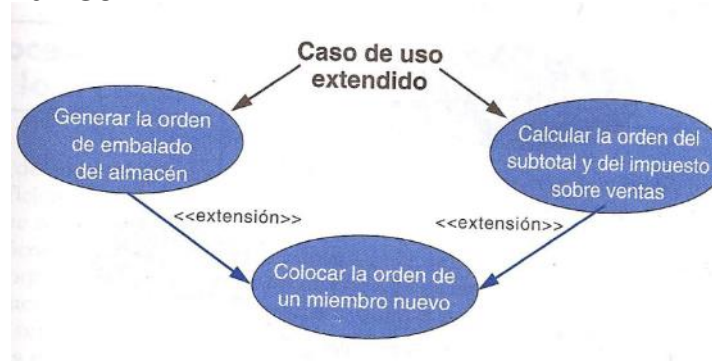 Caso de uso
extendido
Generar la orden
de embalado
del almacén
Calcular la orden del
subtotal y del impuesto
sobre ventas
<<extensión>>
<<extensión>>
Colocar la orden de
un miembro nuevo